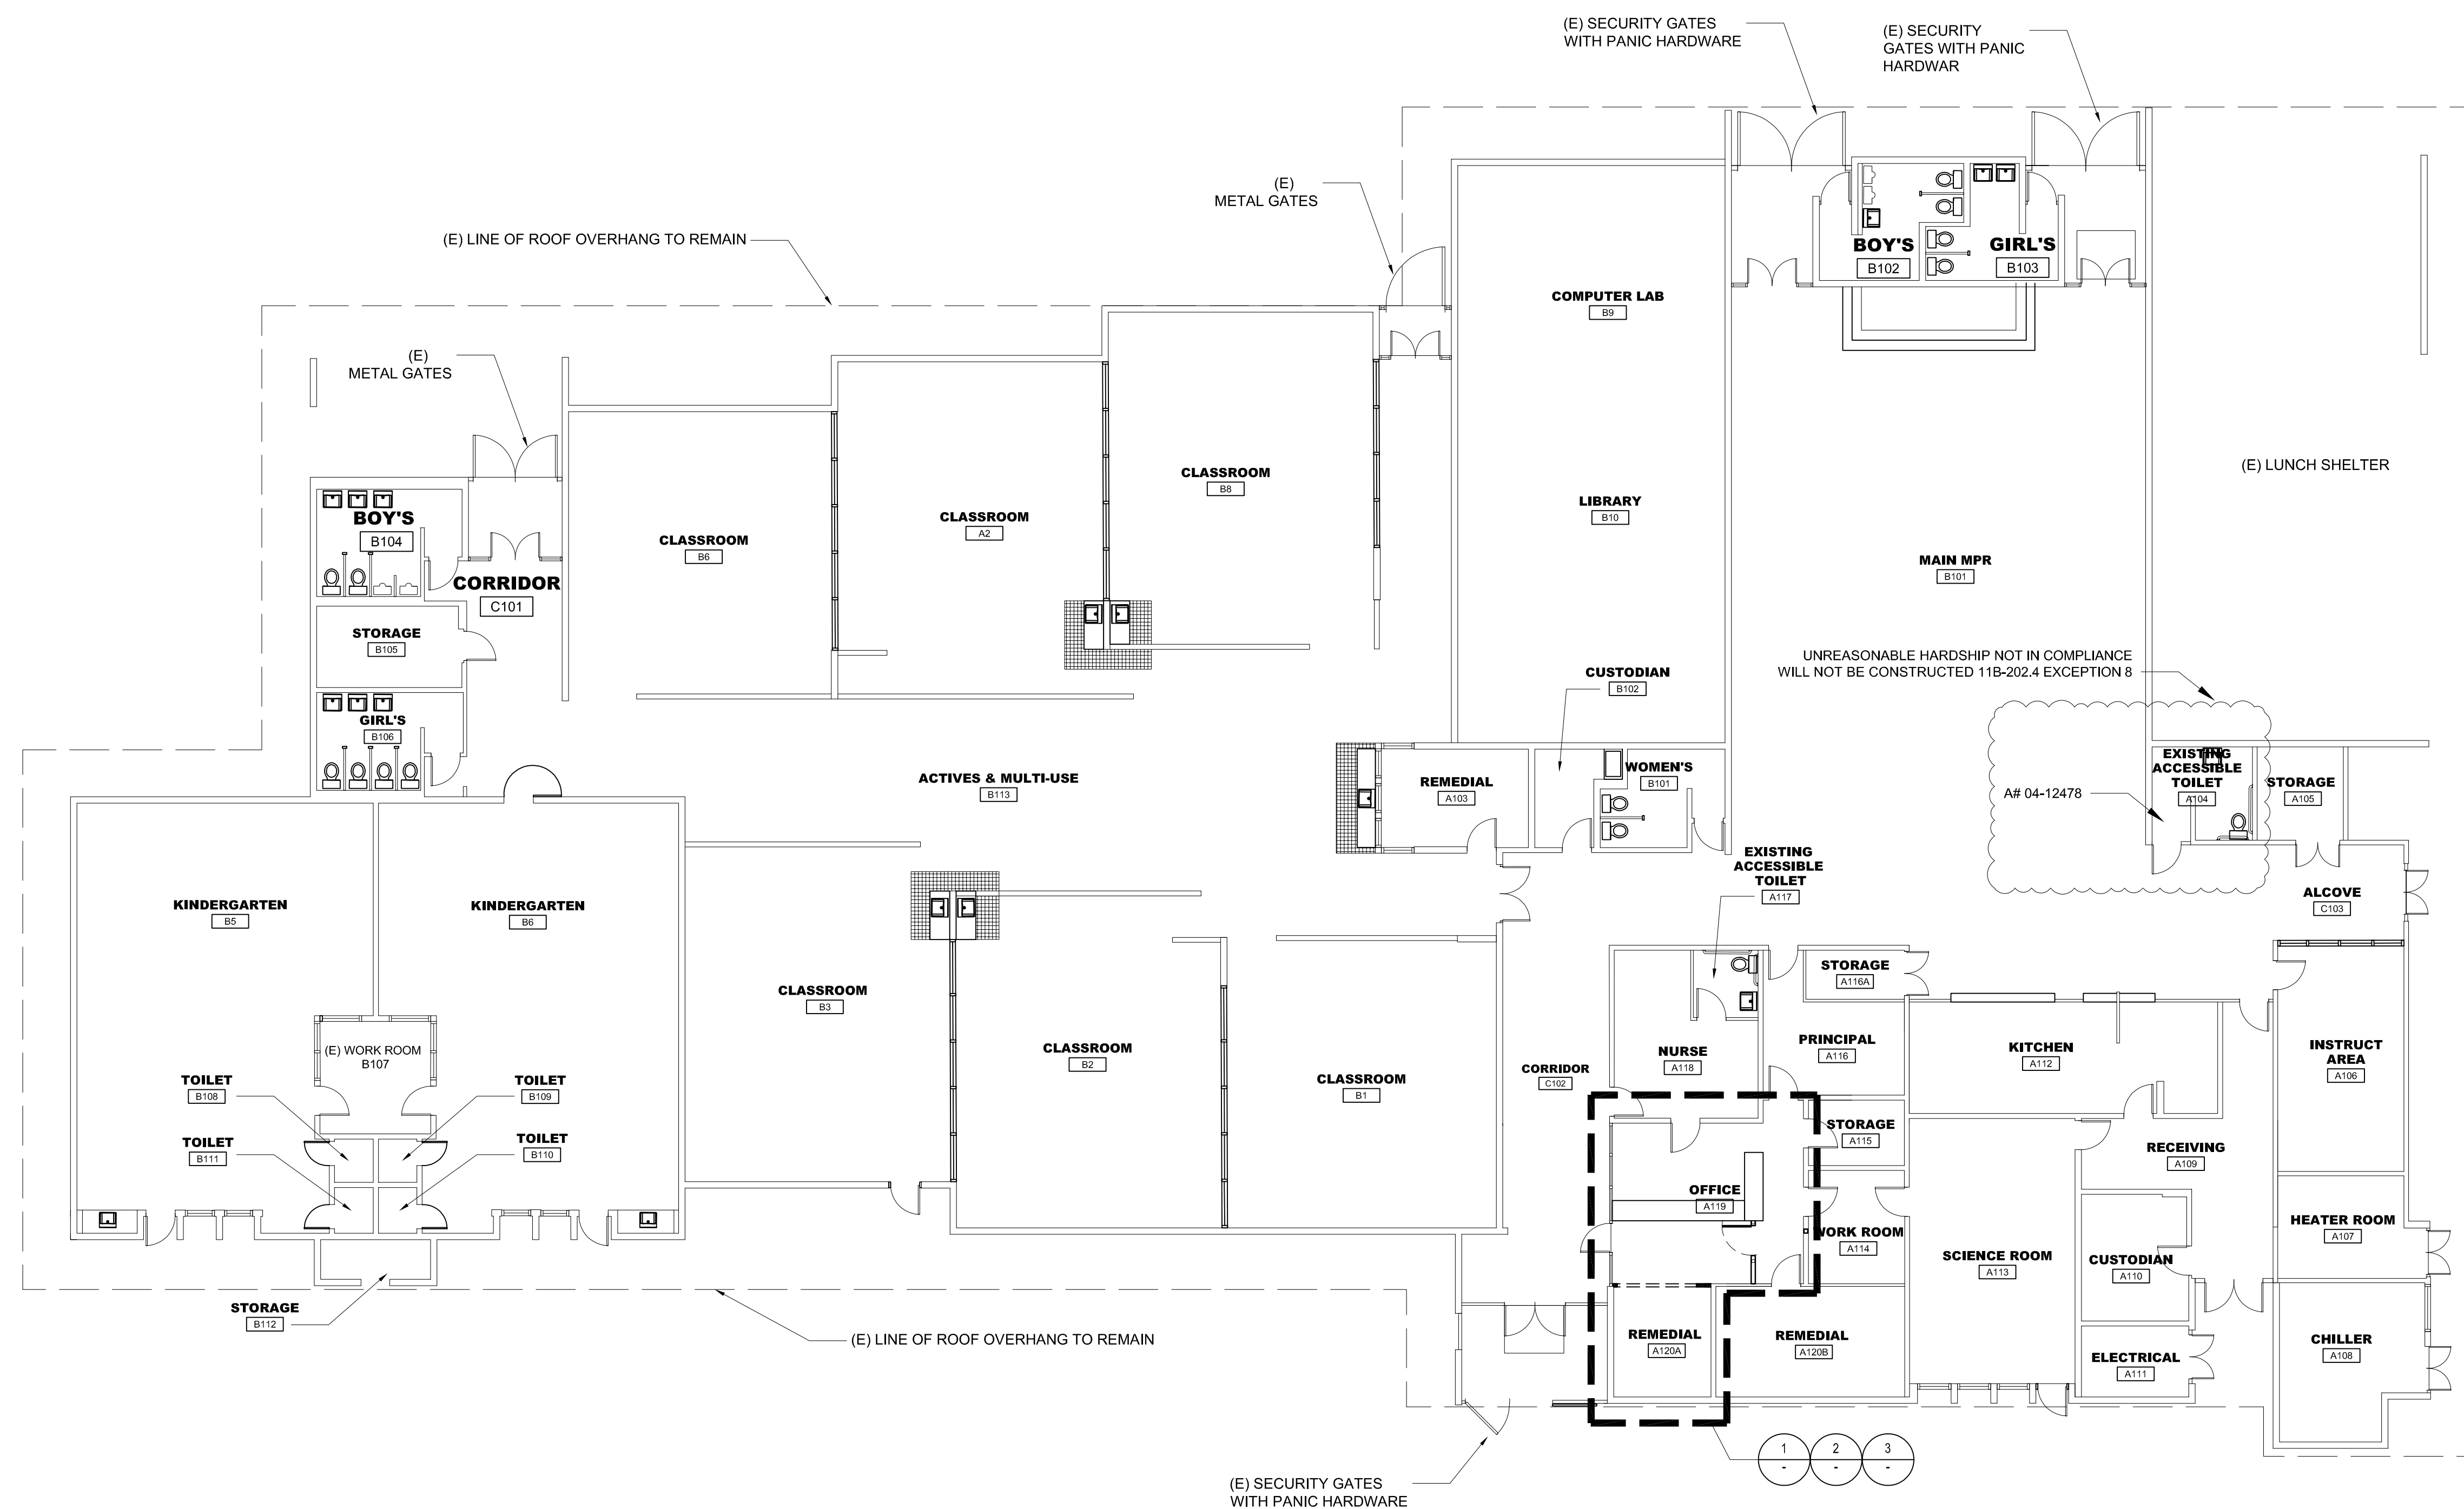 (E) SECURITY GATES
WITH PANIC HARDWARE
(E) SECURITY
GATES WITH PANIC
HARDWAR
(E)
METAL GATES
(E) LINE OF ROOF OVERHANG TO REMAIN
BOY'S
B102
GIRL'S
B103
COMPUTER LAB
B9
(E)
METAL GATES
CLASSROOM
B8
(E) LUNCH SHELTER
LIBRARY
B10
CLASSROOM
A2
BOY'S
B104
CLASSROOM
B6
MAIN MPR
B101
CORRIDOR
C101
STORAGE
B105
UNREASONABLE HARDSHIP NOT IN COMPLIANCE
WILL NOT BE CONSTRUCTED 11B-202.4 EXCEPTION 8
CUSTODIAN
B102
GIRL'S
B106
ACTIVES & MULTI-USE
B113
REMEDIAL
A103
WOMEN'S
B101
EXISTING
ACCESSIBLE
TOILET
A104
STORAGE
A105
A# 04-12478
EXISTING
ACCESSIBLE
TOILET
A117
ALCOVE
C103
KINDERGARTEN
B5
KINDERGARTEN
B6
STORAGE
A116A
CLASSROOM
B3
(E) WORK ROOM
B107
CLASSROOM
B2
CLASSROOM
B1
CORRIDOR
C102
NURSE
A118
PRINCIPAL
A116
KITCHEN
A112
INSTRUCT
AREA
A106
TOILET
B108
TOILET
B109
TOILET
B111
TOILET
B110
STORAGE
A115
RECEIVING
A109
OFFICE
A119
WORK ROOM
A114
HEATER ROOM
A107
SCIENCE ROOM
A113
CUSTODIAN
A110
STORAGE
B112
(E) LINE OF ROOF OVERHANG TO REMAIN
REMEDIAL
A120A
REMEDIAL
A120B
ELECTRICAL
A111
CHILLER
A108
1
-
2
-
3
-
(E) SECURITY GATES
WITH PANIC HARDWARE